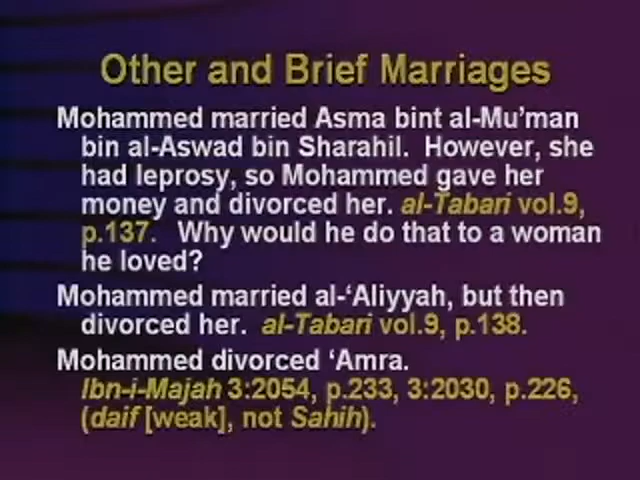 Other and Brief Marriages
Mohammed married Asma bint al-Mu’man
bin al-Aswad bin Sharahil. However, she
had leprosy, so Mohammed gave her
money and divorced her. al-Tabari vol.9,
p.137. Why would he do that to a woman
he loved?
Mohammed married al-‘Aliyyah, but then
divorced her. al-Tabari vol.9, p.138.
Mohammed divorced ‘Amra.
Ibn-i-Majah 3:2054, p.233, 3:2030, p.226,
(daif [weak], not Sahih).